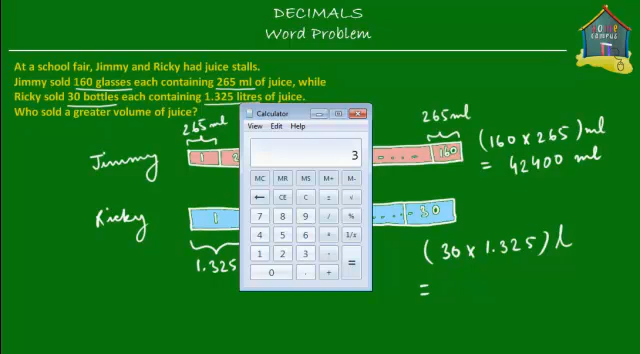 DECIMALS
Word Problem
House Campus
At a school fair, Jimmy and Ricky had juice stalls.
Jimmy sold 160 glasses each containing 265 ml of juice, while
Ricky sold 30 bottles each containing 1.325 litres of juice.
Who sold a greater volume of juice?
265 ml
265 ml
Calculator
View Edit Help
3
MC MR MS M+ M-
← CE C ± √
7 8 9 / %
4 5 6 * 1/x
1 2 3 - =
0 . +
Jimmy
1 2 - - - 160
(160 x 265) ml
= 42400 ml
Ricky
1 ...- 30
1.325
(30 x 1.325) l
=